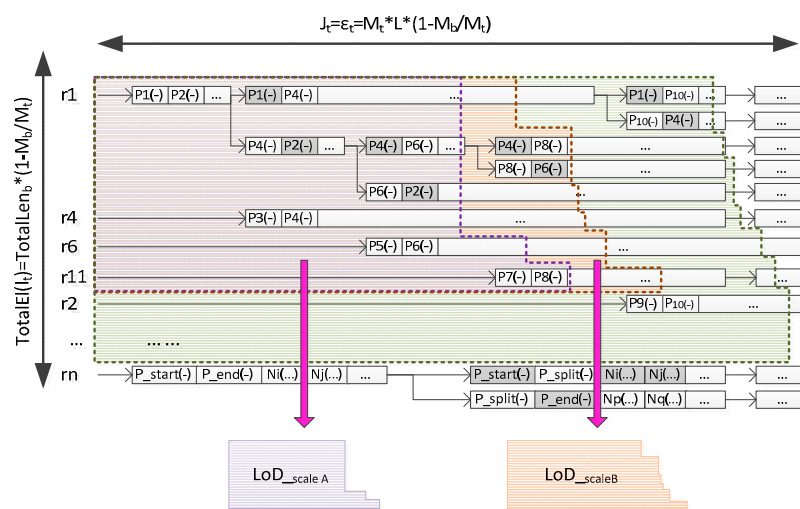 Jt=εt=Mt*L*(1-Mb/Mt)
TotalEI(It)=TotalLenb*(1-Mb/Mt)
r1 P1(-) P2(-) ... P1(-) P4(-) ... P1(-) P10(-) ... ...
P10(-) P4(-) ... ...
P4(-) P2(-) ... P4(-) P6(-) ... P4(-) P8(-) ... ...
P8(-) P6(-) ... ...
P6(-) P2(-) ... ...
r4 P3(-) P4(-) ... ...
r6 P5(-) P6(-) ...
r11 P7(-) P8(-) ... ...
r2 P9(-) P10(-) ...
... ... ...
rn P_start(-) P_end(-) Ni(...) Nj(...) ... P_start(-) P_split(-) Ni(...) Nj(...) ... ...
P_split(-) P_end(-) Np(...) Nq(...) ... ...
LoD_scale A LoD_scaleB